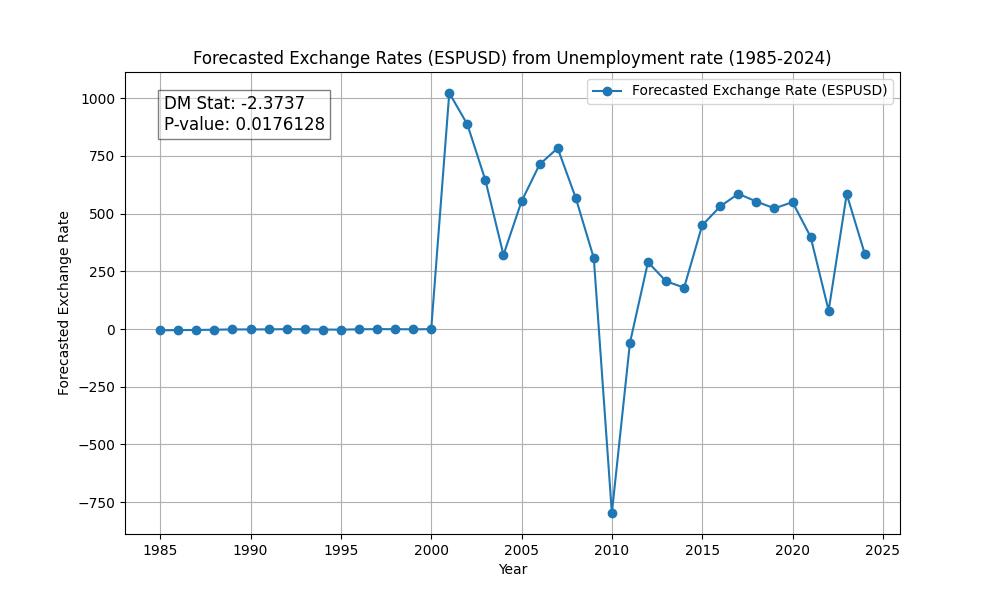 Forecasted Exchange Rates (ESPUSD) from Unemployment rate (1985-2024)
DM Stat: -2.3737
P-value: 0.0176128
Forecasted Exchange Rate (ESPUSD)
Forecasted Exchange Rate
1000
750
500
250
0
−250
−500
−750
1985 1990 1995 2000 2005 2010 2015 2020 2025
Year